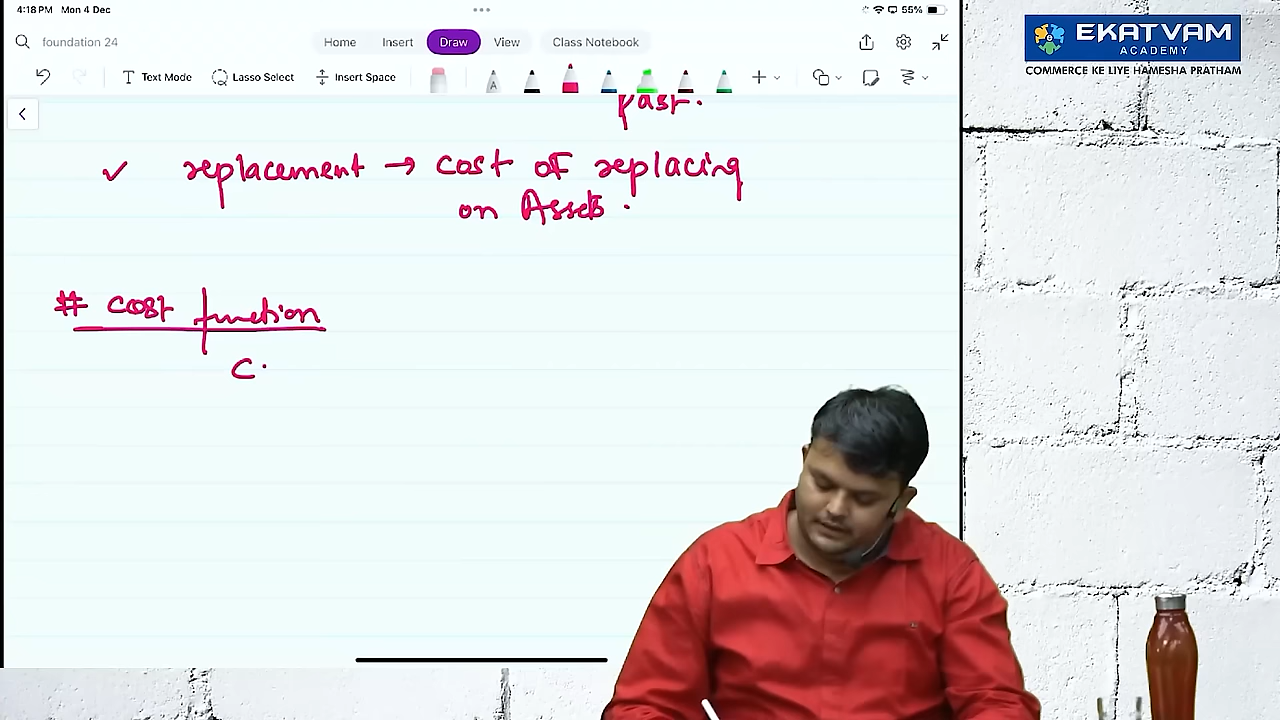 4:18 PM Mon 4 Dec
55%
foundation 24
Home Insert Draw View Class Notebook
Text Mode Lasso Select Insert Space
EKATVAM
ACADEMY
COMMERCE KE LIYE HAMESHA PRATHAM
past.
✓ replacement → cost of replacing
on Assets.
# cost function
C.